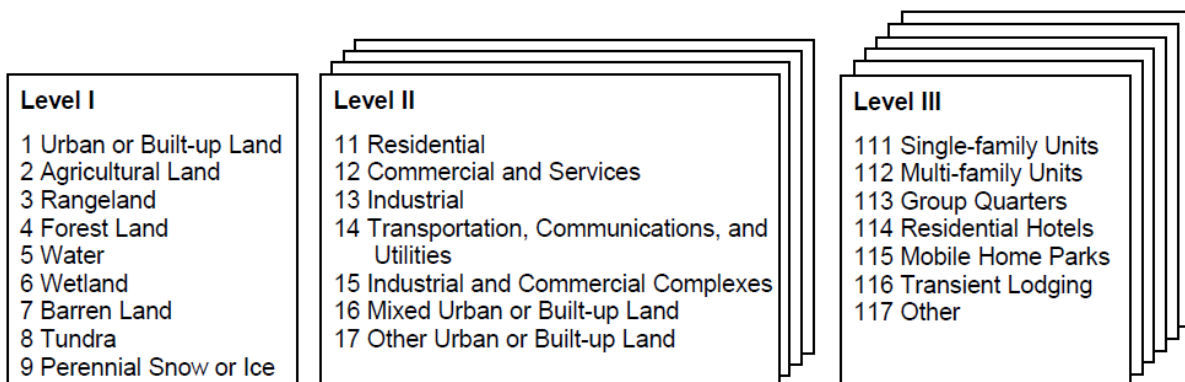 Level I
1 Urban or Built-up Land
2 Agricultural Land
3 Rangeland
4 Forest Land
5 Water
6 Wetland
7 Barren Land
8 Tundra
9 Perennial Snow or Ice
Level II
11 Residential
12 Commercial and Services
13 Industrial
14 Transportation, Communications, and
Utilities
15 Industrial and Commercial Complexes
16 Mixed Urban or Built-up Land
17 Other Urban or Built-up Land
Level III
111 Single-family Units
112 Multi-family Units
113 Group Quarters
114 Residential Hotels
115 Mobile Home Parks
116 Transient Lodging
117 Other